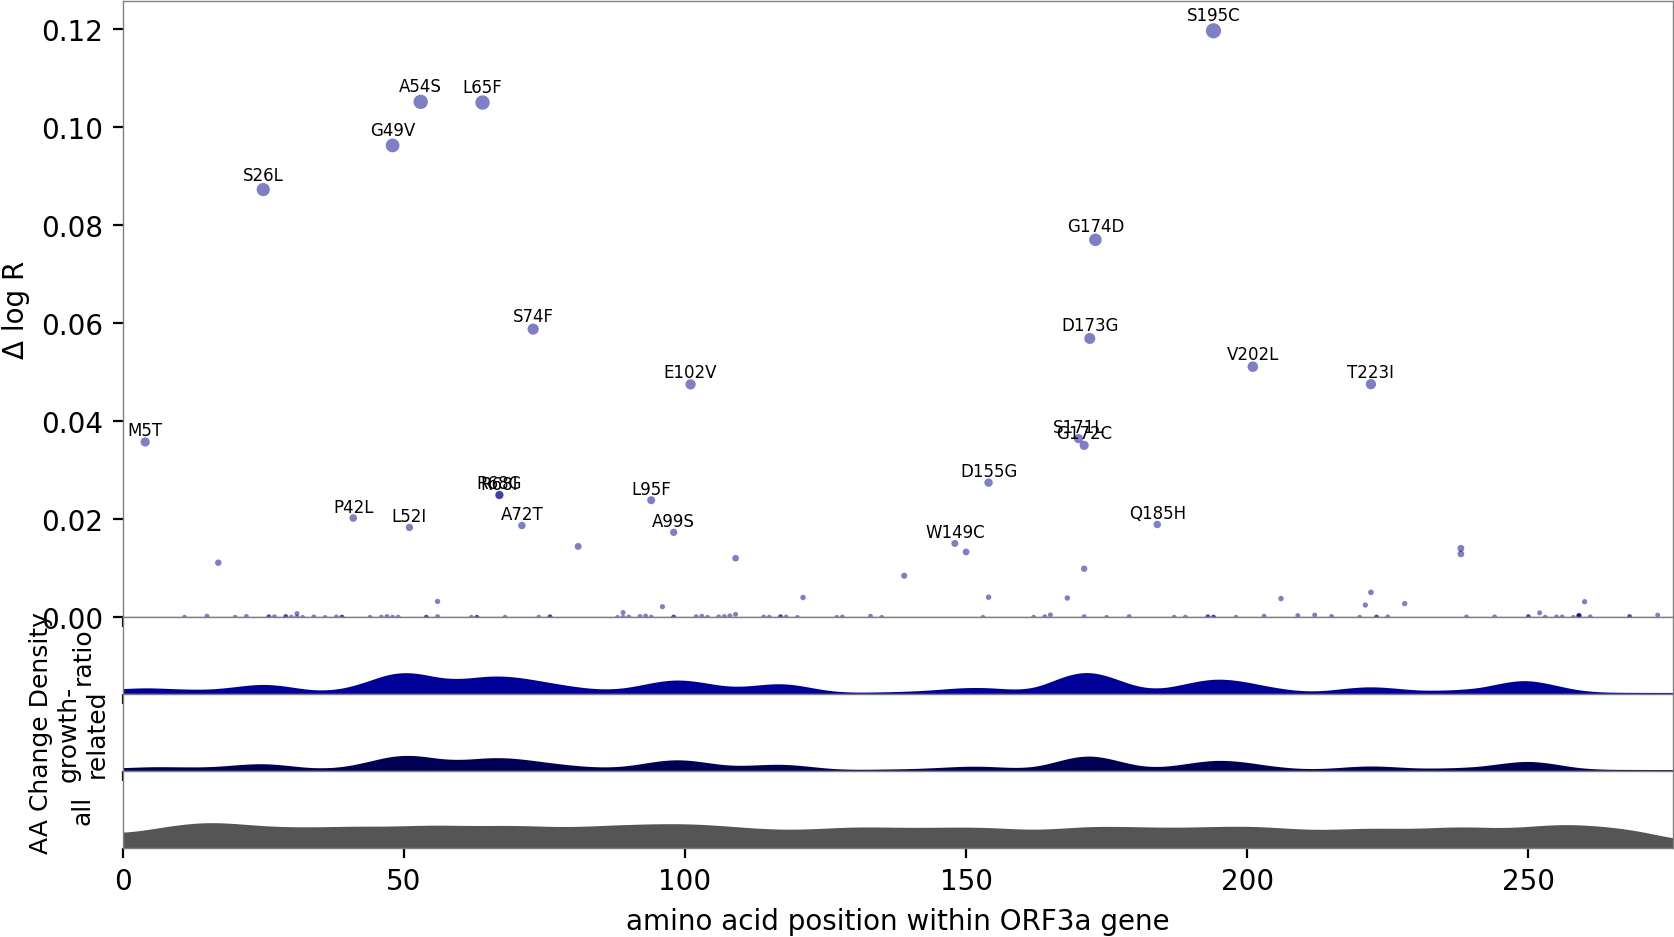 0.12
0.10
0.08
0.06
0.04
0.02
0.00
Δ log R
S195C
A54S
L65F
G49V
S26L
G174D
S74F
D173G
V202L
E102V
T223I
M5T
S171L
G172C
D155G
L95F
P42L
L52I
A72T
A99S
Q185H
W149C
AA Change Density
ratio
growth-
related
all
0 50 100 150 200 250
amino acid position within ORF3a gene